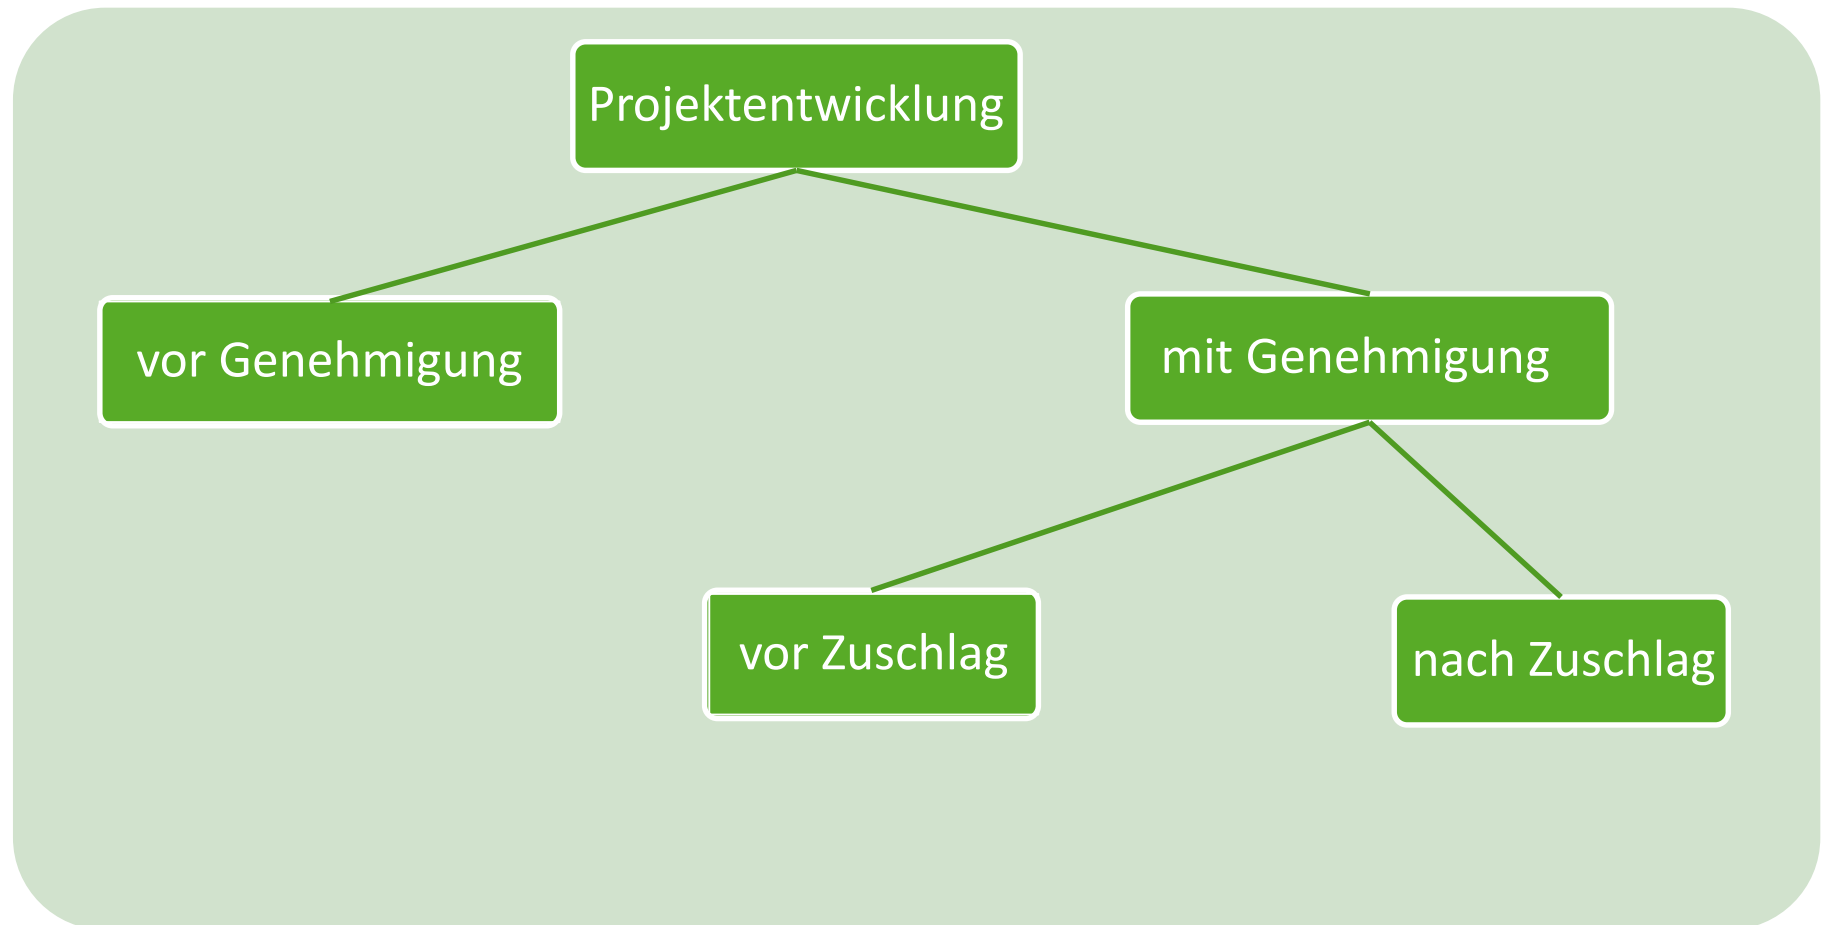 Projektentwicklung
vor Genehmigung
mit Genehmigung
vor Zuschlag
nach Zuschlag